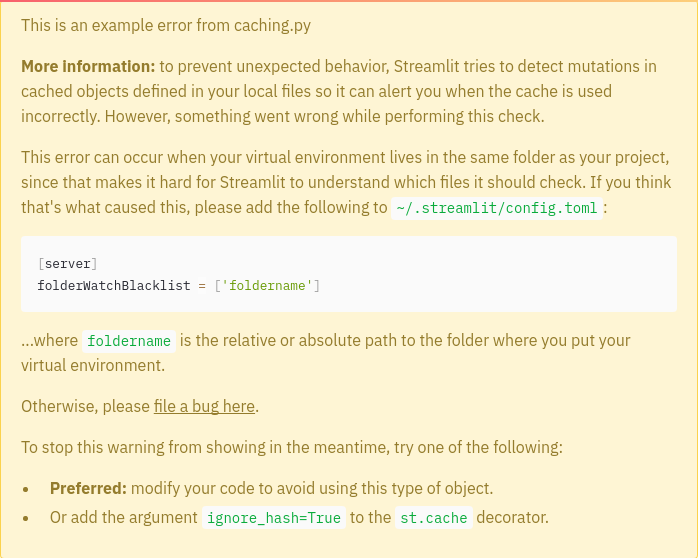 This is an example error from caching.py
More information: to prevent unexpected behavior, Streamlit tries to detect mutations in
cached objects defined in your local files so it can alert you when the cache is used
incorrectly. However, something went wrong while performing this check.
This error can occur when your virtual environment lives in the same folder as your project,
since that makes it hard for Streamlit to understand which files it should check. If you think
that's what caused this, please add the following to ~/.streamlit/config.toml :
[server]
folderWatchBlacklist = ['foldername']
...where foldername is the relative or absolute path to the folder where you put your
virtual environment.
Otherwise, please file a bug here.
To stop this warning from showing in the meantime, try one of the following:
• Preferred: modify your code to avoid using this type of object.
• Or add the argument ignore_hash=True to the st.cache decorator.